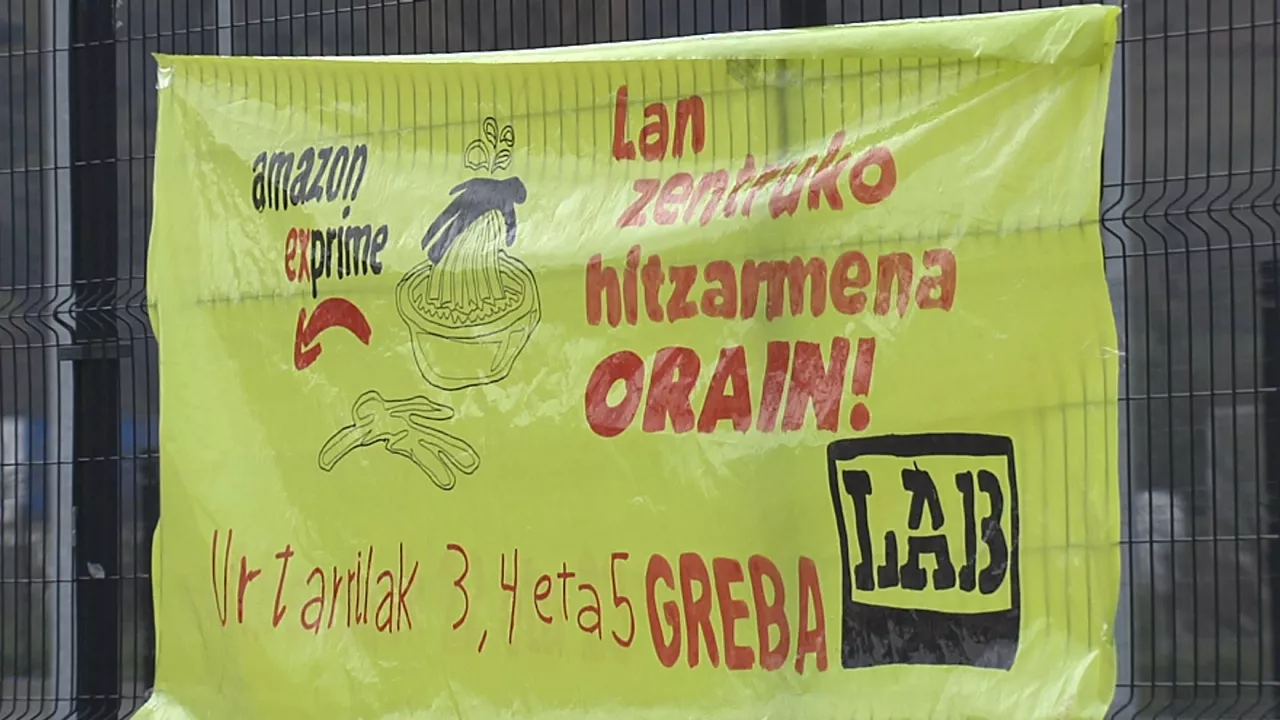 amazon
exprime
Lan
zentruko
hitzarmena
ORAIN!
Urtarrilak 3, 4 eta 5 GREBA
LAB